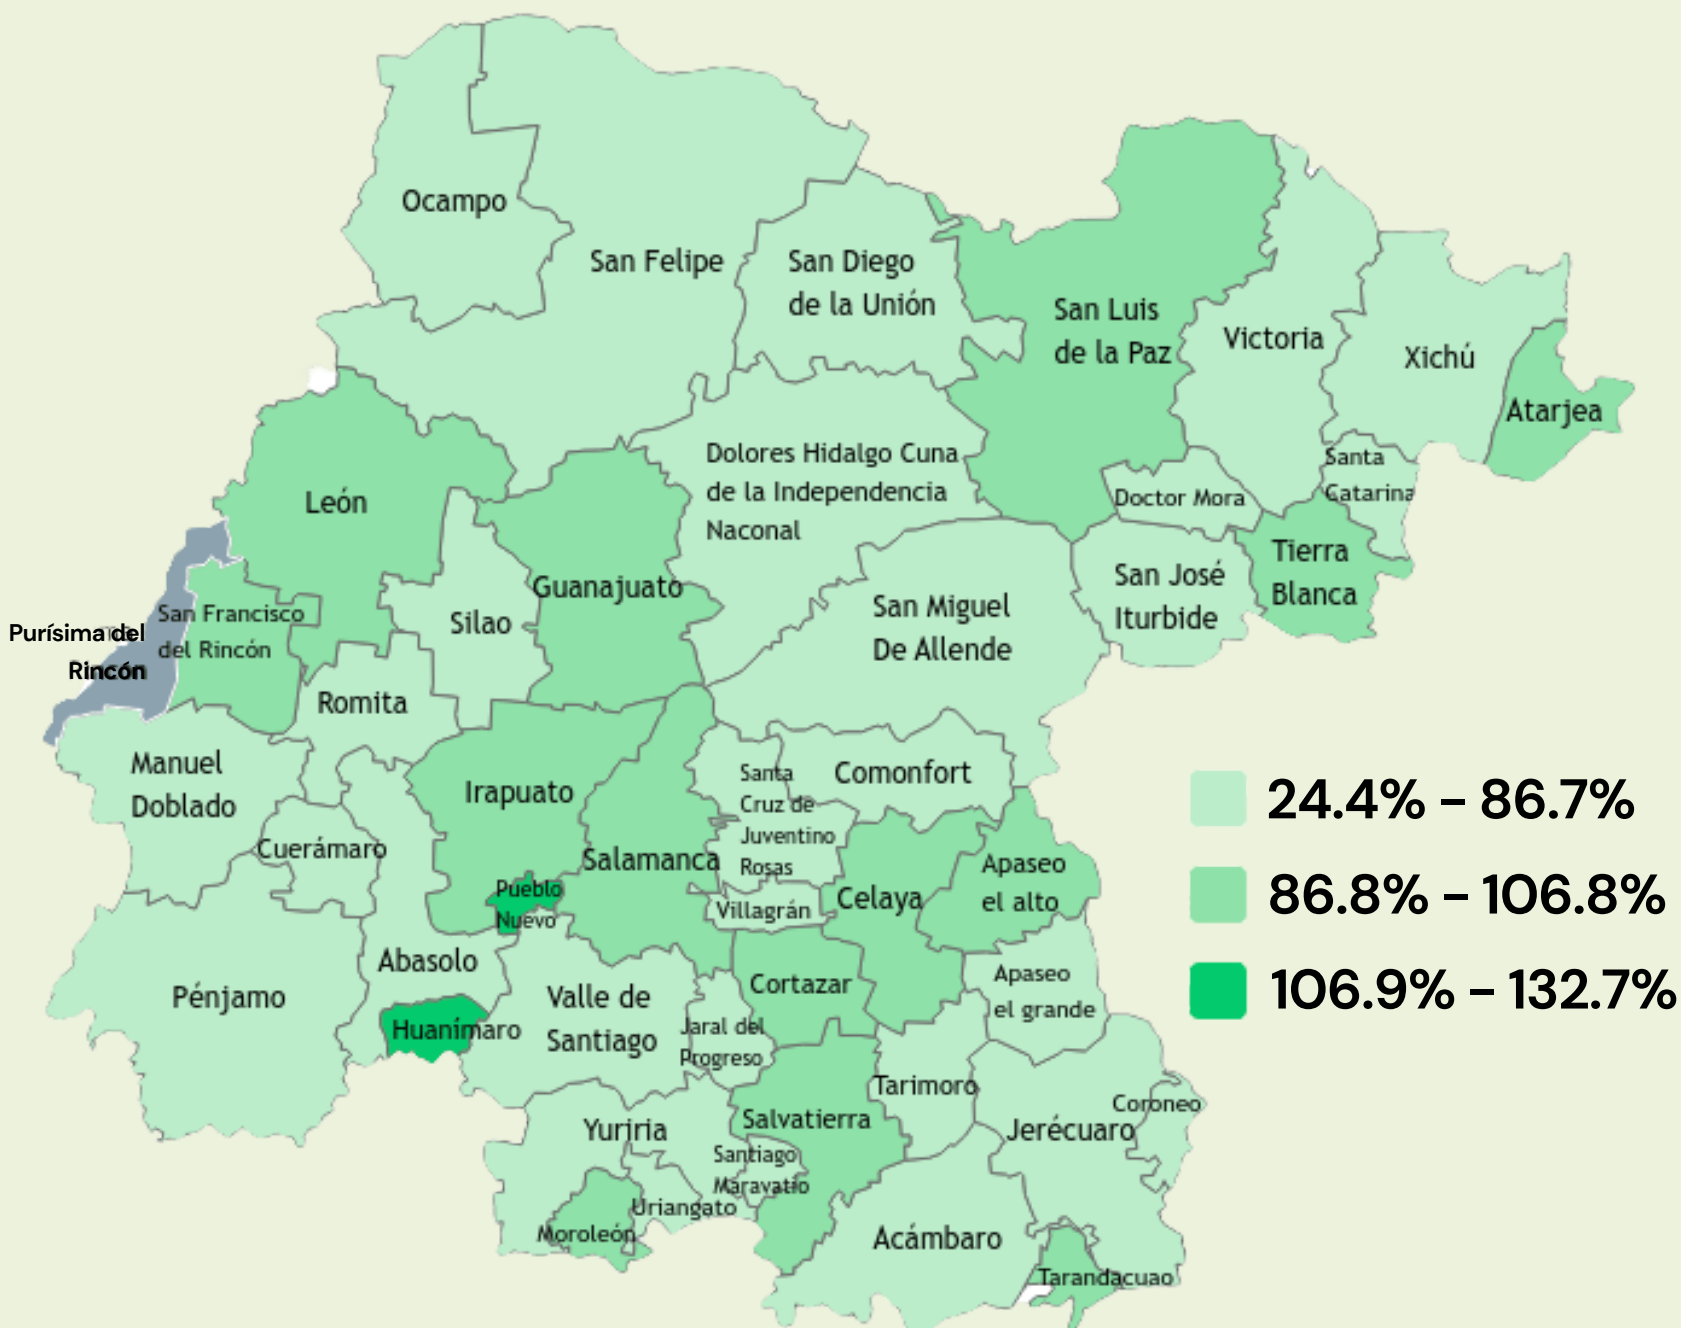 Ocampo
San Felipe
San Diego
de la Unión
San Luis
de la Paz
Victoria
Xichú
Atarjea
León
Dolores Hidalgo Cuna
de la Independencia
Naconal
Doctor Mora
Santa
Catarina
Tierra
Blanca
San José
Iturbide
Guanajuato
Silao
San Miguel
De Allende
San Francisco
del Rincón
Purísima del
Rincón
Romita
Manuel
Doblado
Irapuato
Santa
Cruz de
Juventino
Rosas
Comonfort
24.4% – 86.7%
86.8% – 106.8%
106.9% – 132.7%
Cuerámaro
Salamanca
Pueblo
Nuevo
Villagrán
Celaya
Apaseo
el alto
Pénjamo
Abasolo
Huanímaro
Valle de
Santiago
Cortazar
Apaseo
el grande
Jaral del
Progreso
Tarimoro
Jerécuaro
Coroneo
Yuriria
Salvatierra
Santiago
Maravatío
Uriangato
Moroleón
Acámbaro
Tarandacuao